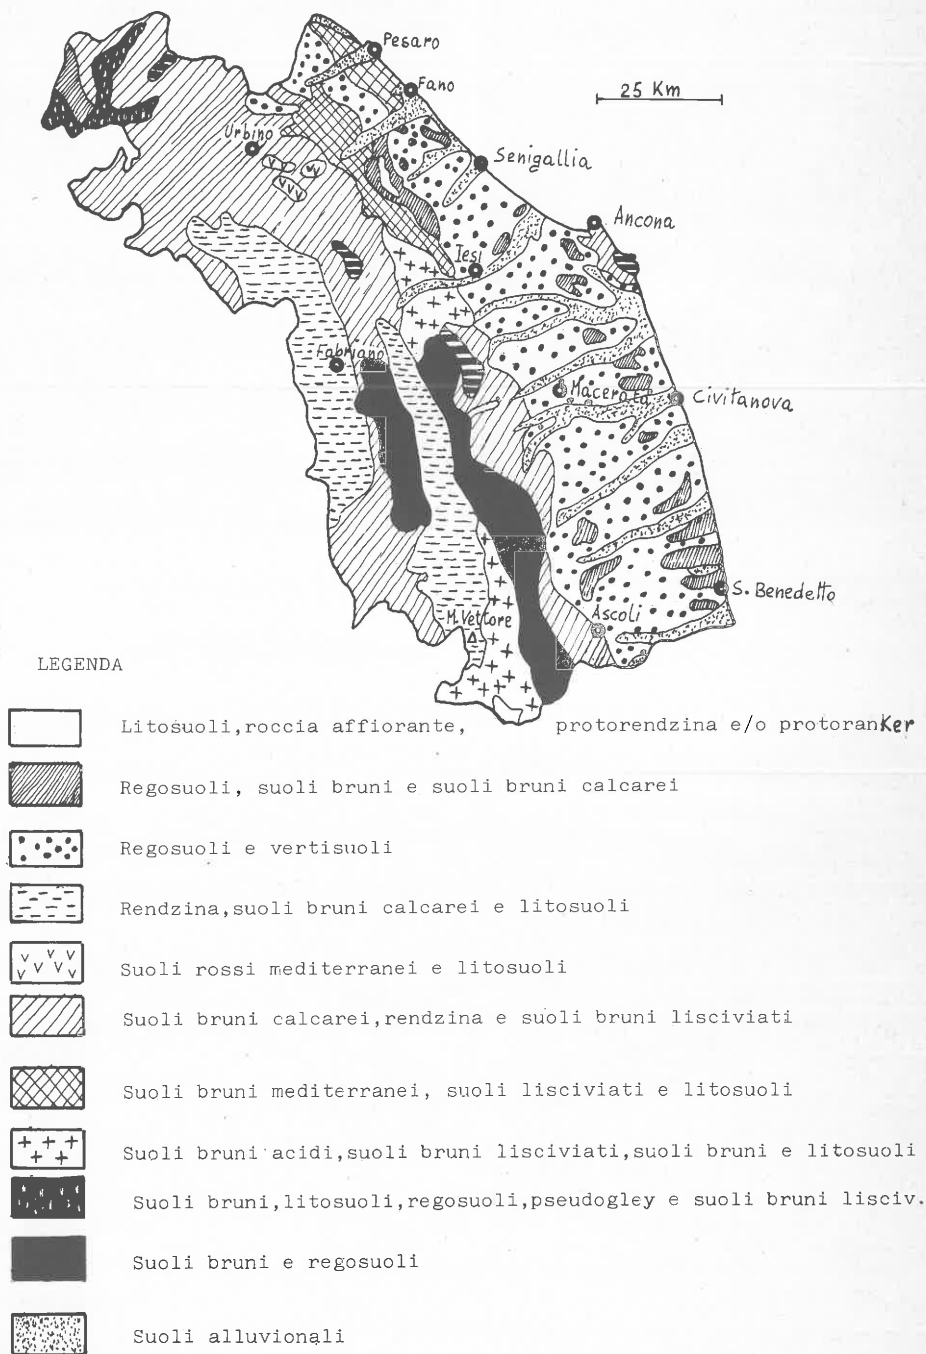 Pesaro
Fano
25 Km
Urbino
Senigallia
Ancona
Iesi
Fabriano
Macerata
Civitanova
S. Benedetto
Ascoli
M. Vettore
LEGENDA
Litosuoli,roccia affiorante, protorendzina e/o protoranKer
Regosuoli, suoli bruni e suoli bruni calcarei
Regosuoli e vertisuoli
Rendzina,suoli bruni calcarei e litosuoli
Suoli rossi mediterranei e litosuoli
Suoli bruni calcarei,rendzina e suoli bruni lisciviati
Suoli bruni mediterranei, suoli lisciviati e litosuoli
Suoli bruni acidi,suoli bruni lisciviati,suoli bruni e litosuoli
Suoli bruni,litosuoli,regosuoli,pseudogley e suoli bruni lisciv.
Suoli bruni e regosuoli
Suoli alluvionali